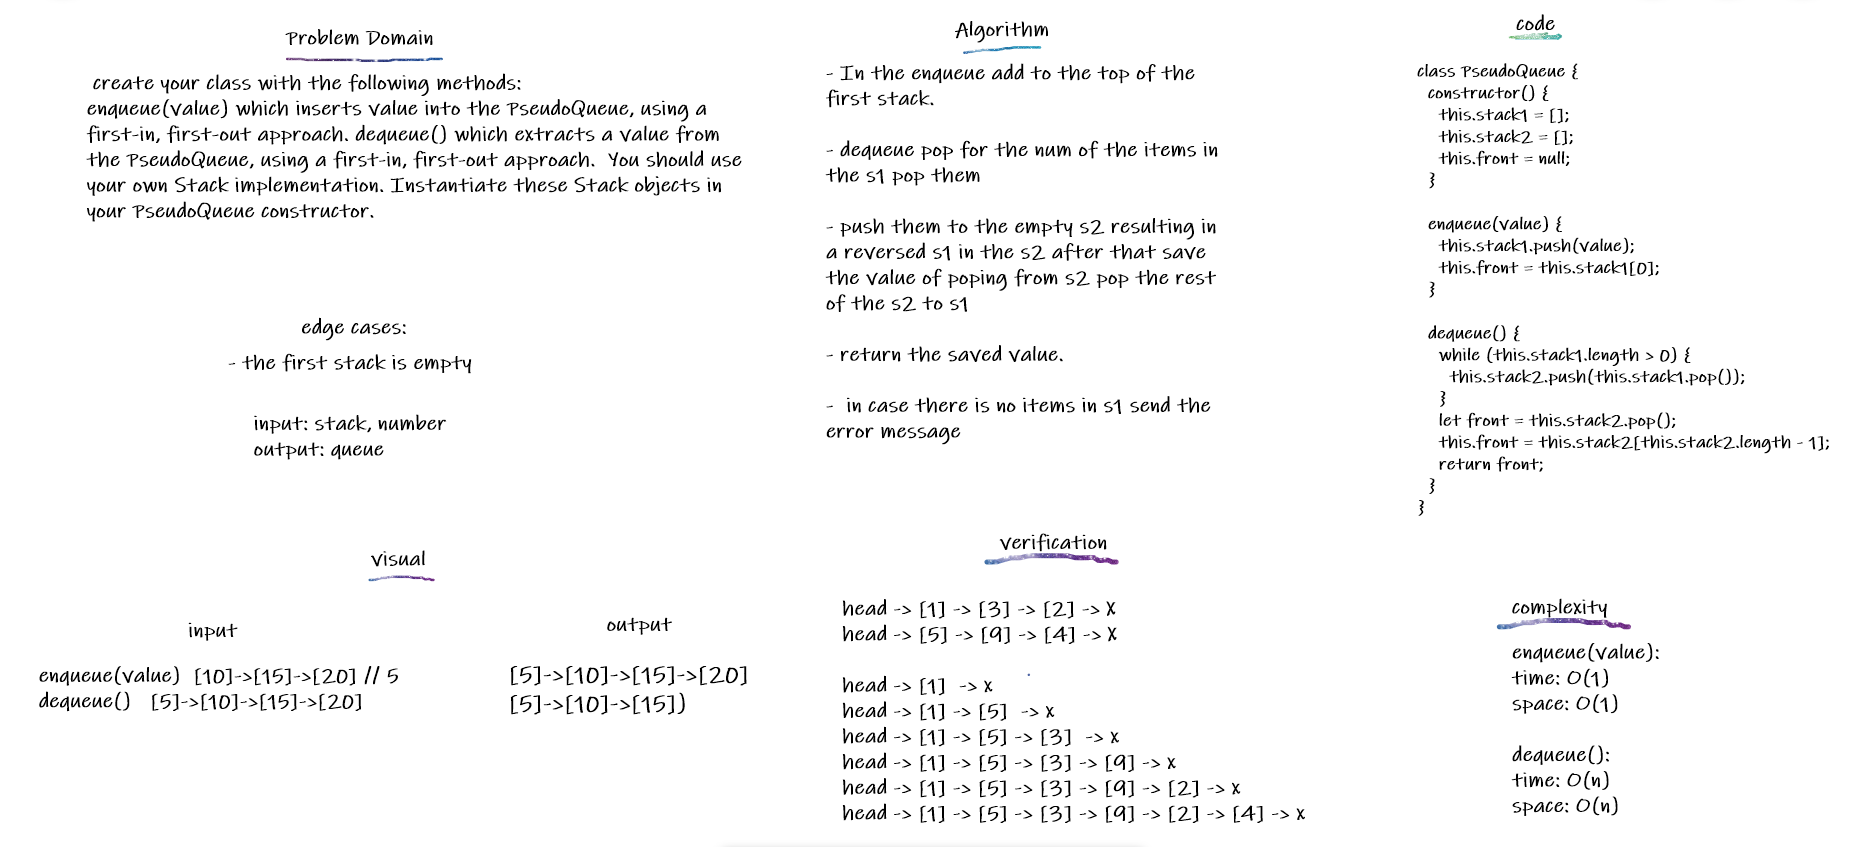 Problem Domain
create your class with the following methods:
enqueue(value) which inserts value into the PseudoQueue, using a
first-in, first-out approach. dequeue() which extracts a value from
the PseudoQueue, using a first-in, first-out approach.  You should use
your own Stack implementation. Instantiate these Stack objects in
your PseudoQueue constructor.
edge cases:
- the first stack is empty
input: stack, number
output: queue
Algorithm
- In the enqueue add to the top of the
first stack.
- dequeue pop for the num of the items in
the s1 pop them
- push them to the empty s2 resulting in
a reversed s1 in the s2 after that save
the value of poping from s2 pop the rest
of the s2 to s1
- return the saved value.
-  in case there is no items in s1 send the
error message
code
class PseudoQueue {
constructor() {
this.stack1 = [];
this.stack2 = [];
this.front = null;
}
enqueue(value) {
this.stack1.push(value);
this.front = this.stack1[0];
}
dequeue() {
while (this.stack1.length > 0) {
this.stack2.push(this.stack1.pop());
}
let front = this.stack2.pop();
this.front = this.stack2[this.stack2.length - 1];
return front;
}
}
Visual
input
output
enqueue(value)  [10]->[15]->[20] // 5
[5]->[10]->[15]->[20]
dequeue()   [5]->[10]->[15]->[20]
[5]->[10]->[15])
verification
head -> [1] -> [3] -> [2] -> X
head -> [5] -> [9] -> [4] -> X
head -> [1]  -> x
head -> [1] -> [5]  -> x
head -> [1] -> [5] -> [3]  -> x
head -> [1] -> [5] -> [3] -> [9] -> x
head -> [1] -> [5] -> [3] -> [9] -> [2] -> x
head -> [1] -> [5] -> [3] -> [9] -> [2] -> [4] -> x
complexity
enqueue(value):
time: O(1)
space: O(1)
dequeue():
time: O(n)
space: O(n)